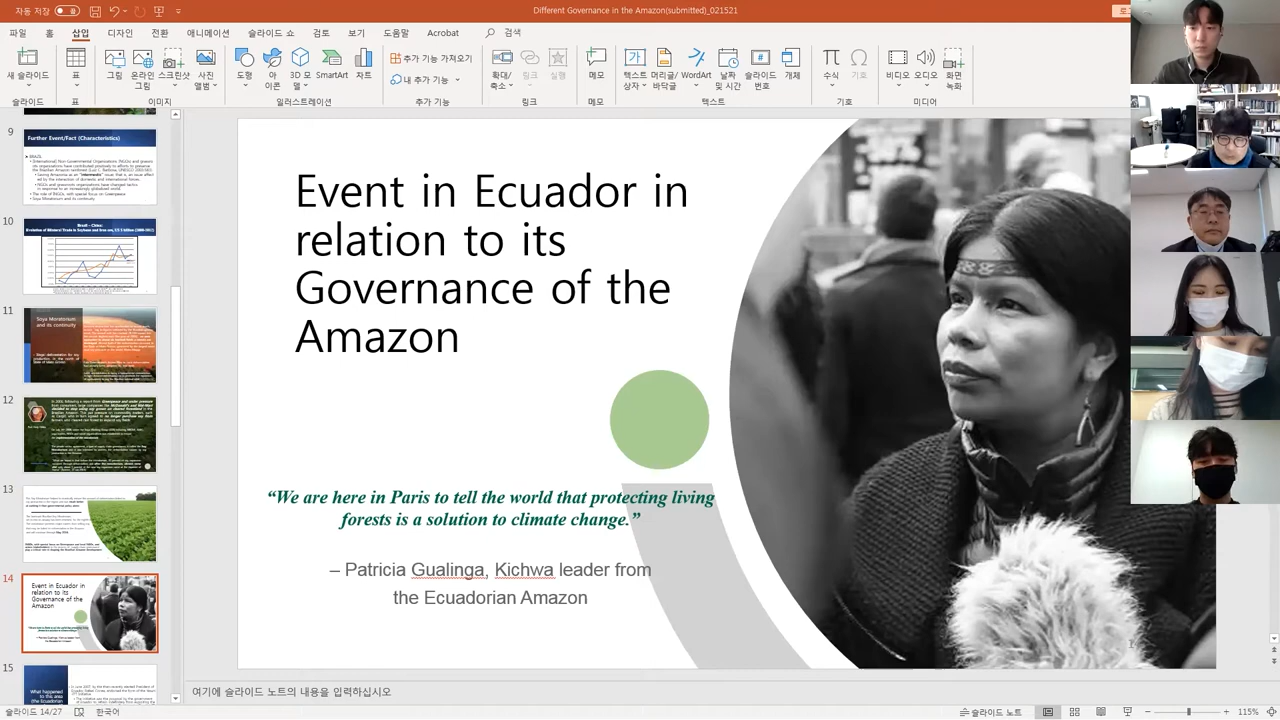 자동 저장
Different Governance in the Amazon(submitted)_021521
파일 홈 삽입 디자인 전환 애니메이션 슬라이드 쇼 검토 보기 도움말 Acrobat 검색
새 슬라이드
표
그림
온라인 그림
스크린샷
사진 앨범
도형
아이콘
3D 모델
SmartArt
차트
추가 기능 가져오기
내 추가 기능
확대/축소
링크
실행
메모
텍스트 상자
머리글/바닥글
WordArt
날짜 및 시간
슬라이드 번호
개체
수식
기호
비디오
오디오
화면 녹화
슬라이드 표 이미지 일러스트레이션 추가 기능 링크 메모 텍스트 기호 미디어
9
Further Event/Fact (Characteristics)
10
Brazil - China:
11
Soya Moratorium
and its continuity
12
13
14
Event in Ecuador in
relation to its
Governance of the
Amazon
15
What happened
to this area
Event in Ecuador in
relation to its
Governance of the
Amazon
“We are here in Paris to tell the world that protecting living
forests is a solution to climate change.”
– Patricia Gualinga, Kichwa leader from
the Ecuadorian Amazon
여기에 슬라이드 노트의 내용을 입력하십시오
슬라이드 14/27 한국어
슬라이드 노트
115%